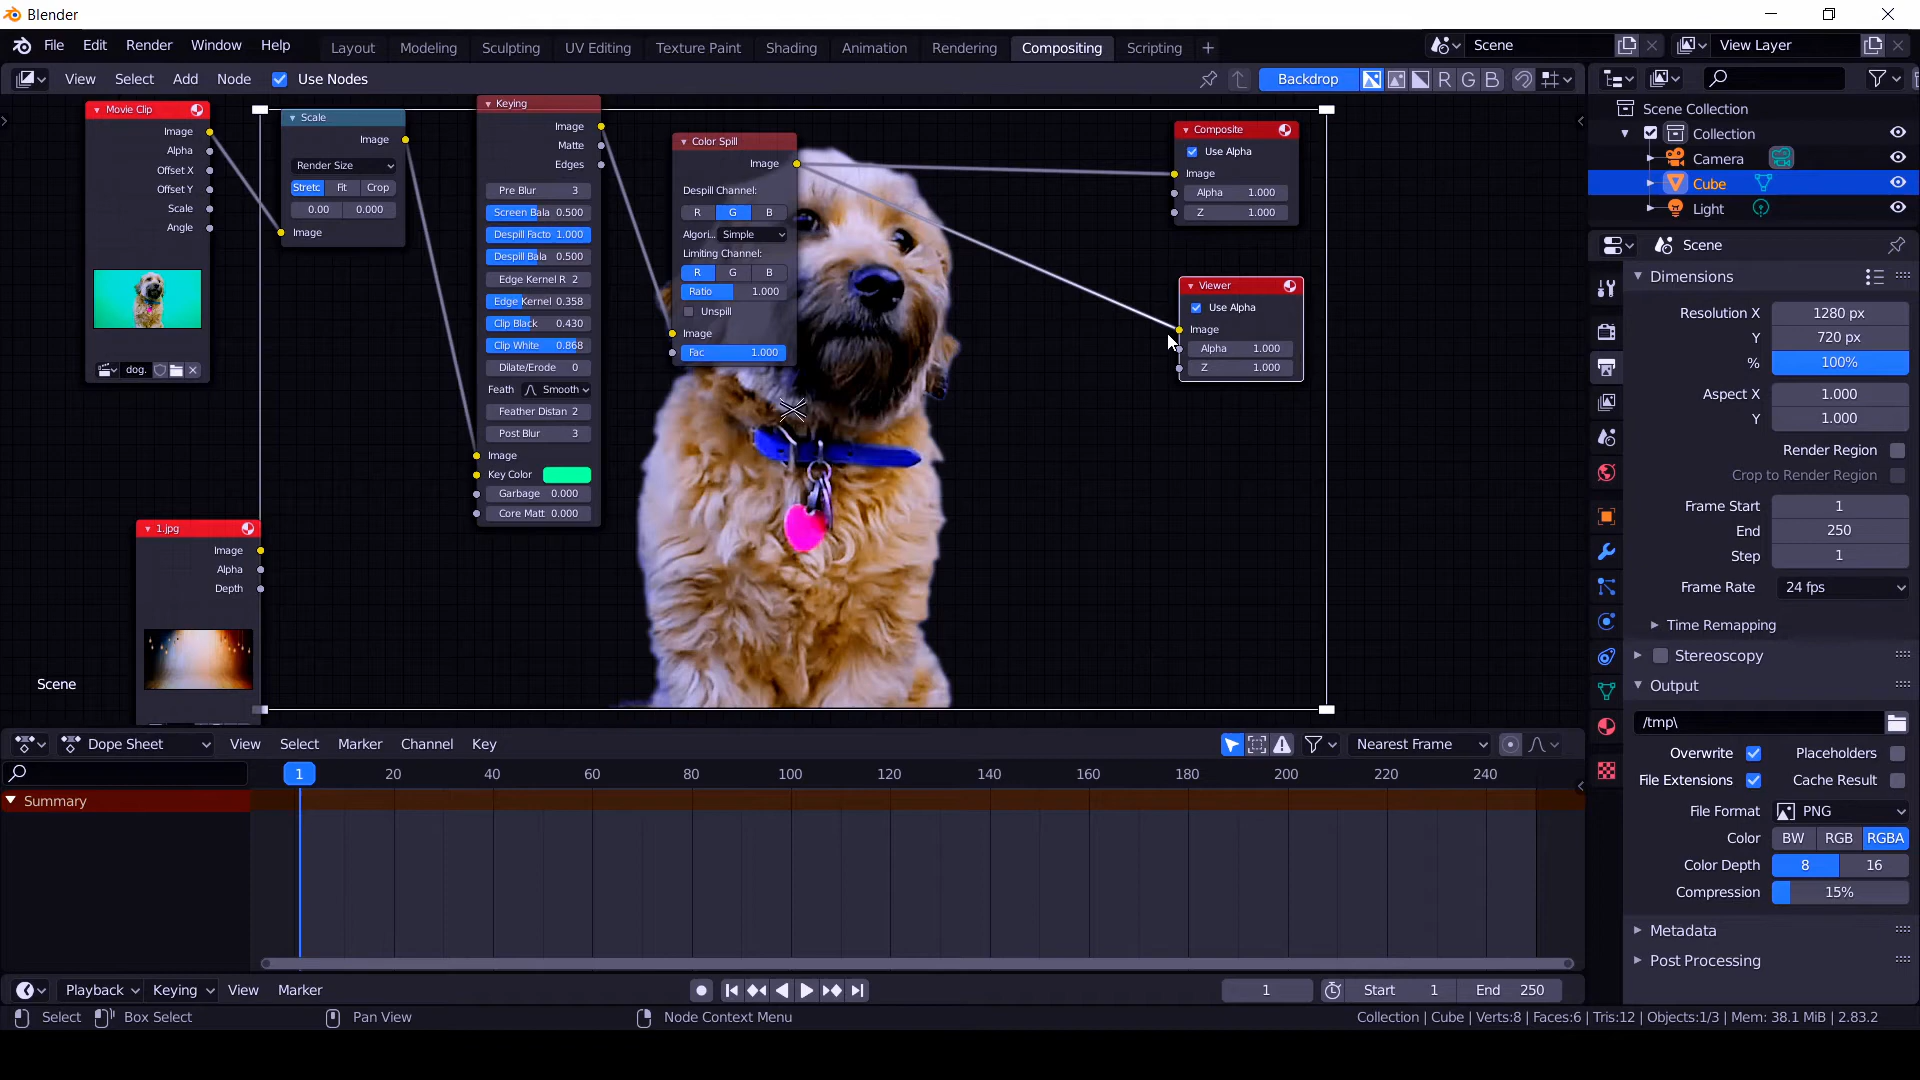 Blender
File Edit Render Window Help
Layout Modeling Sculpting UV Editing Texture Paint Shading Animation Rendering Compositing Scripting +
Scene
View Layer
View Select Add Node Use Nodes
Backdrop
R G B
Movie Clip
Image
Alpha
Offset X
Offset Y
Scale
Angle
dog.
Scale
Image
Render Size
Stretc Fit Crop
0.00 0.000
Image
Keying
Image
Matte
Edges
Pre Blur 3
Screen Bala 0.500
Despill Facto 1.000
Despill Bala 0.500
Edge Kernel R 2
Edge Kernel 0.358
Clip Black 0.430
Clip White 0.868
Dilate/Erode 0
Feath Smooth
Feather Distan 2
Post Blur 3
Image
Key Color
Garbage 0.000
Core Matt 0.000
Color Spill
Image
Despill Channel:
R G B
Algori... Simple
Limiting Channel:
R G B
Ratio 1.000
Unspill
Image
Fac 1.000
Composite
Use Alpha
Image
Alpha 1.000
Z 1.000
Viewer
Use Alpha
Image
Alpha 1.000
Z 1.000
1.jpg
Image
Alpha
Depth
Scene
Scene Collection
Collection
Camera
Cube
Light
Scene
Dimensions
Resolution X 1280 px
Y 720 px
% 100%
Aspect X 1.000
Y 1.000
Render Region
Crop to Render Region
Frame Start 1
End 250
Step 1
Frame Rate 24 fps
Time Remapping
Stereoscopy
Output
/tmp\
Overwrite Placeholders
File Extensions Cache Result
File Format PNG
Color BW RGB RGBA
Color Depth 8 16
Compression 15%
Metadata
Post Processing
Dope Sheet View Select Marker Channel Key
Nearest Frame
1 20 40 60 80 100 120 140 160 180 200 220 240
Summary
Playback Keying View Marker
1 Start 1 End 250
Select Box Select Pan View Node Context Menu
Collection | Cube | Verts:8 | Faces:6 | Tris:12 | Objects:1/3 | Mem: 38.1 MiB | 2.83.2